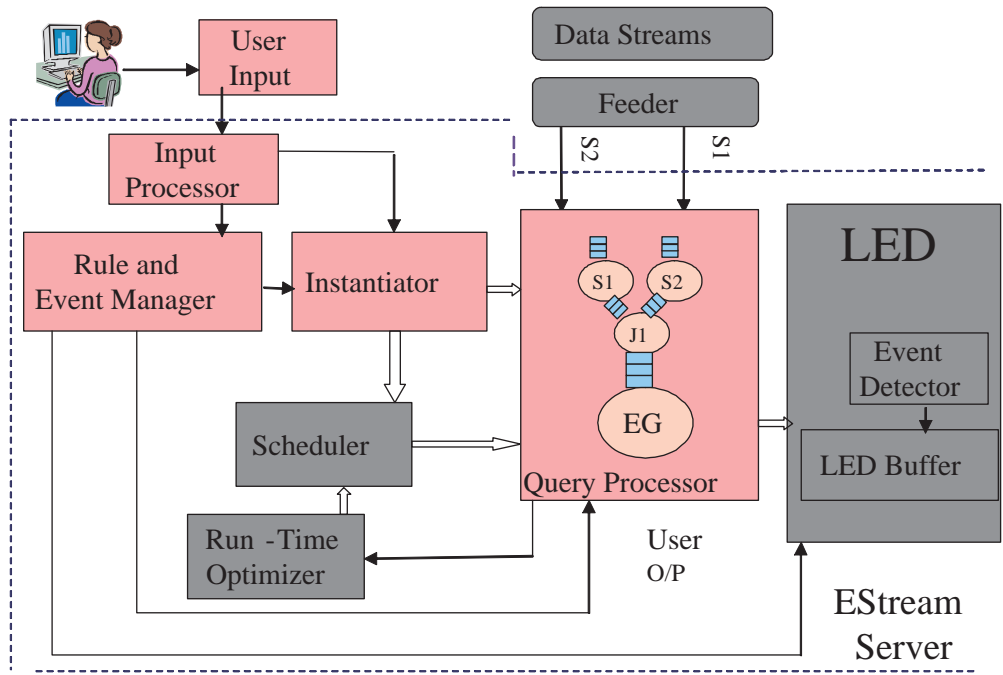 User
Input
Data Streams
Feeder
S2
S1
Input
Processor
Rule and
Event Manager
Instantiator
S1
S2
J1
EG
Query Processor
LED
Event
Detector
LED Buffer
Scheduler
Run -Time
Optimizer
User
O/P
EStream
Server